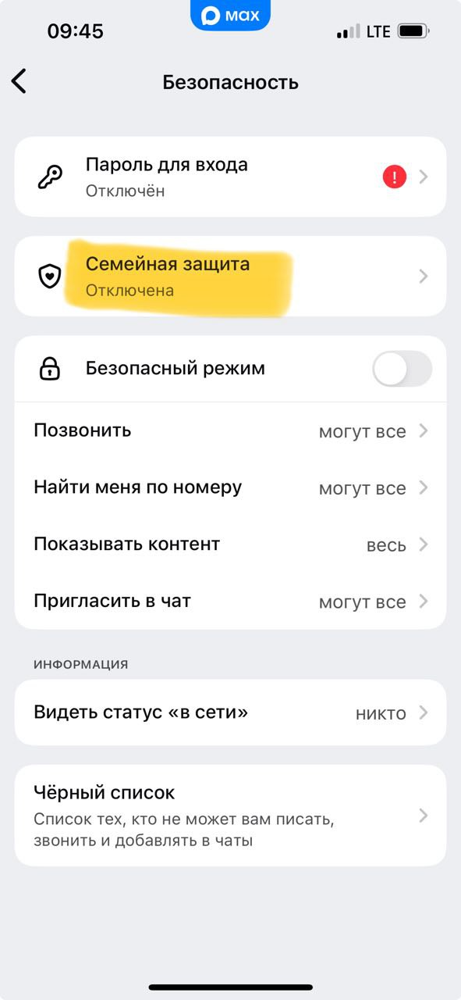 09:45
max
LTE
Безопасность
Пароль для входа
Отключён
!
Семейная защита
Отключена
Безопасный режим
Позвонить могут все
Найти меня по номеру могут все
Показывать контент весь
Пригласить в чат могут все
ИНФОРМАЦИЯ
Видеть статус «в сети» никто
Чёрный список
Список тех, кто не может вам писать,
звонить и добавлять в чаты